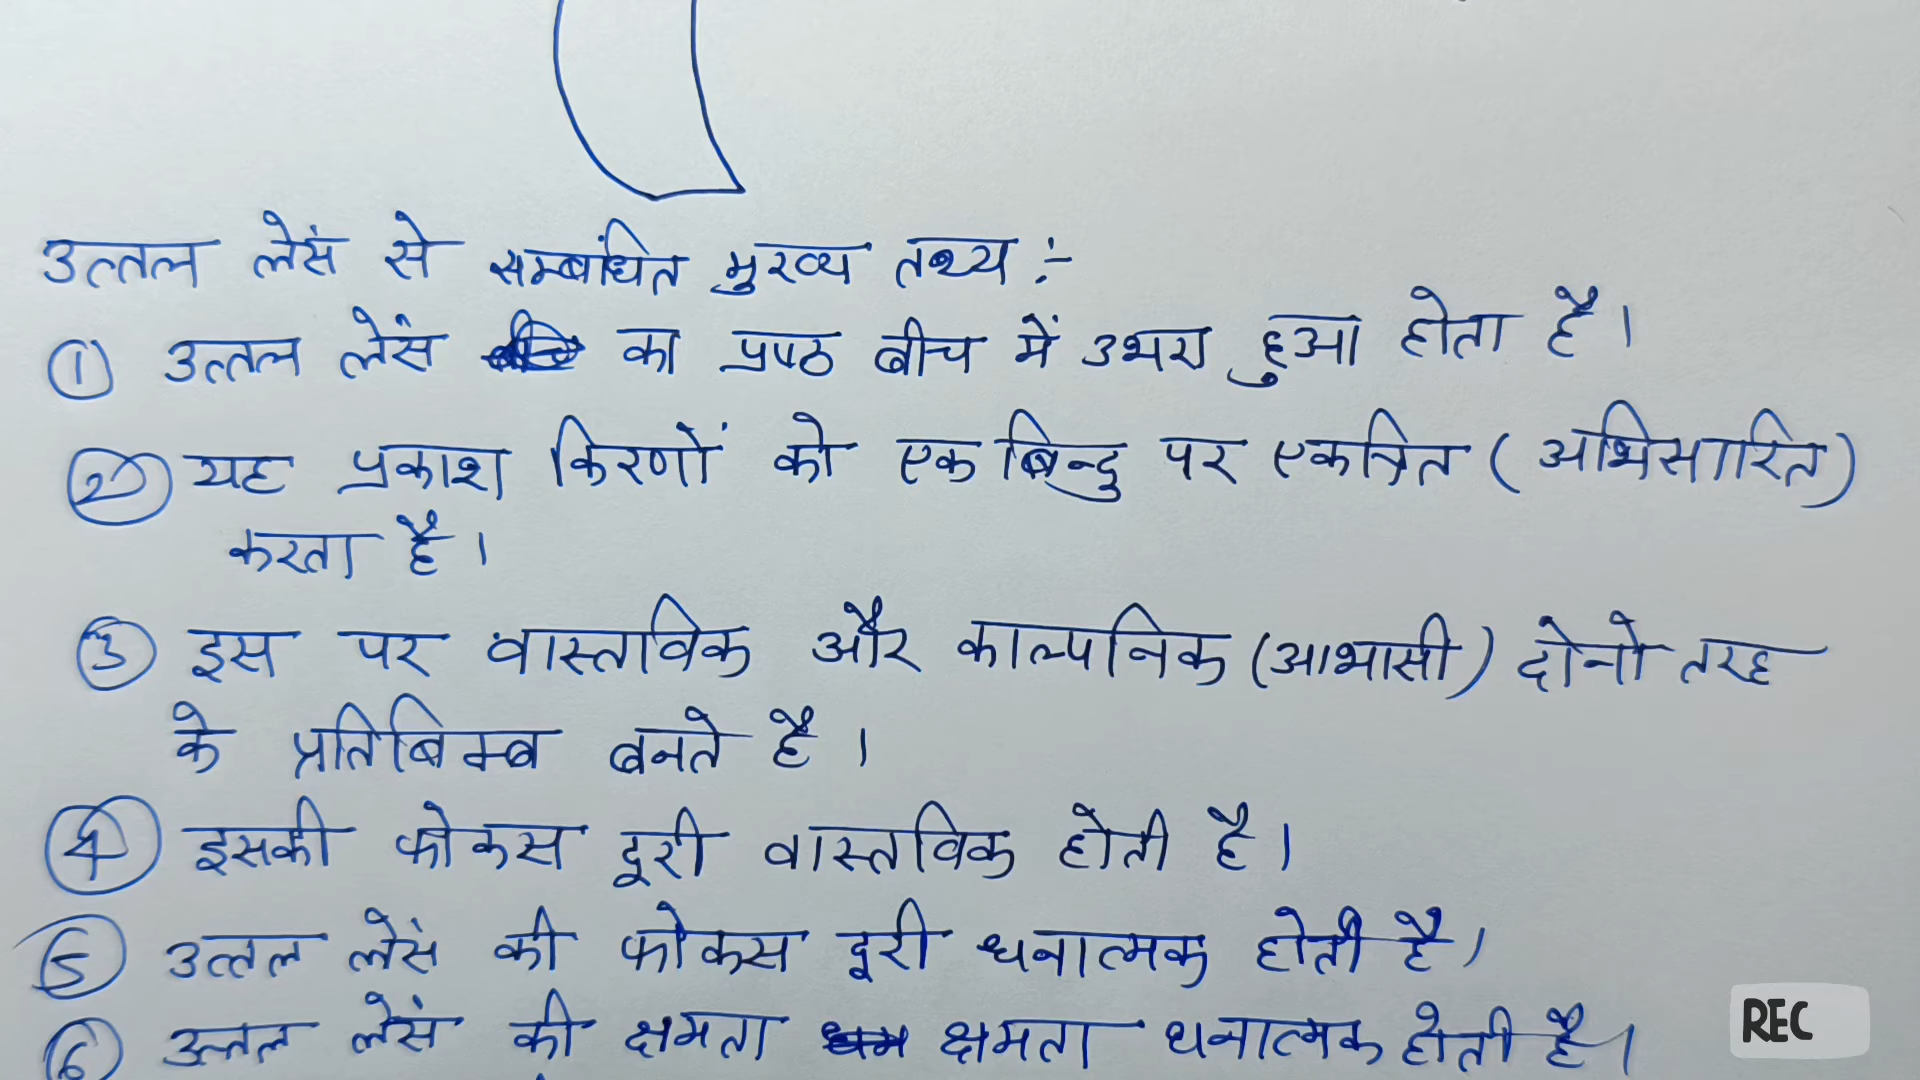 उत्तल लेसं से सम्बंधित मुख्य तथ्य :-
① उत्तल लेसं का प्रष्ठ बीच में उभरा हुआ होता है।
② यह प्रकाश किरणों को एक बिन्दु पर एकत्रित (अभिसारित)
करता है।
③ इस पर वास्तविक और काल्पनिक (आभासी) दोनो तरह
के प्रतिबिम्ब बनते है।
④ इसकी फोकस दूरी वास्तविक होती है।
⑤ उत्तल लेसं की फोकस दूरी धनात्मक होती है।
⑥ उत्तल लेसं की क्षमता क्षमता धनात्मक होती है।
REC